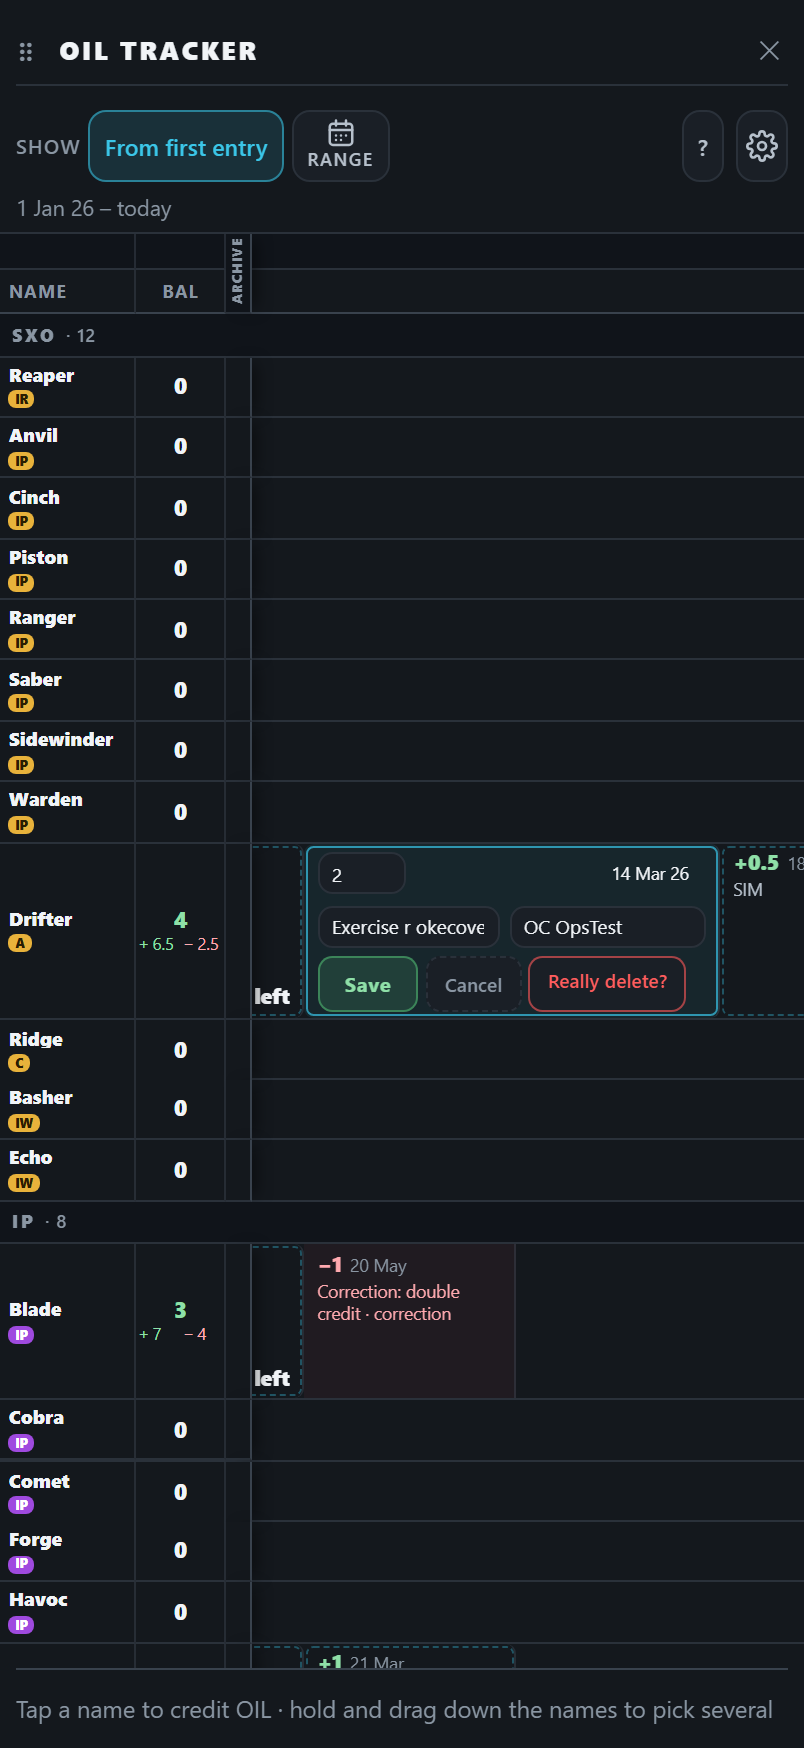 OIL TRACKER
SHOW From first entry RANGE ?
1 Jan 26 – today
NAME BAL ARCHIVE
SXO · 12
Reaper 0
IR
Anvil 0
IP
Cinch 0
IP
Piston 0
IP
Ranger 0
IP
Saber 0
IP
Sidewinder 0
IP
Warden 0
IP
2 14 Mar 26 +0.5 18
SIM
Drifter 4 Exercise r okecove OC OpsTest
A + 6.5 – 2.5
left Save Cancel Really delete?
Ridge 0
C
Basher 0
IW
Echo 0
IW
IP · 8
–1 20 May
Correction: double
credit · correction
Blade 3
IP + 7 – 4
left
Cobra 0
IP
Comet 0
IP
Forge 0
IP
Havoc 0
IP
+1 21 Mar
Tap a name to credit OIL · hold and drag down the names to pick several